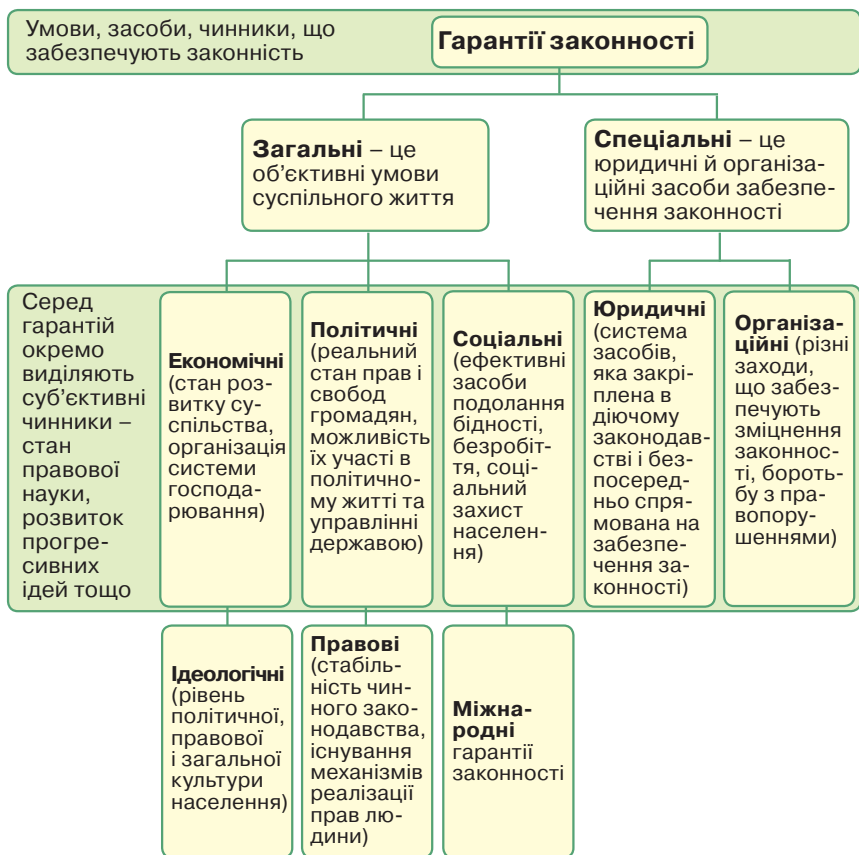 Умови, засоби, чинники, що
забезпечують законність
Гарантії законності
Загальні – це
об’єктивні умови
суспільного життя
Спеціальні – це
юридичні й організа-
ційні засоби забезпе-
чення законності
Серед
гарантій
окремо
виділяють
суб’єктивні
чинники –
стан
правової
науки,
розвиток
прогре-
сивних
ідей тощо
Економічні
(стан роз-
витку су-
спільства,
організація
системи
господа-
рювання)
Політичні
(реальний
стан прав і
свобод
громадян,
можливість
їх участі в
політично-
му житті та
управлінні
державою)
Соціальні
(ефективні
засоби
подолання
бідності,
безробіт-
тя, соці-
альний
захист
населен-
ня)
Юридичні
(система
засобів,
яка закрі-
плена в
діючому
законодав-
стві і без-
посеред-
ньо спря-
мована на
забезпе-
чення за-
конності)
Організа-
ційні (різні
заходи,
що забез-
печують
зміцнення
законнос-
ті, бороть-
бу з пра-
вопору-
шеннями)
Ідеологічні
(рівень
політичної,
правової
і загальної
культури
населення)
Правові
(стабіль-
ність чин-
ного зако-
нодавства,
існування
механізмів
реалізації
прав лю-
дини)
Міжна-
родні
гарантії
законності